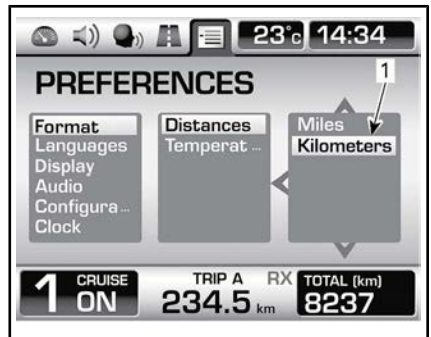 23°c 14:34
PREFERENCES
1
Format
Languages
Display
Audio
Configura ...
Clock
Distances
Temperat ...
Miles
Kilometers
1 CRUISE ON
TRIP A
234.5 km
RX
TOTAL (km)
8237